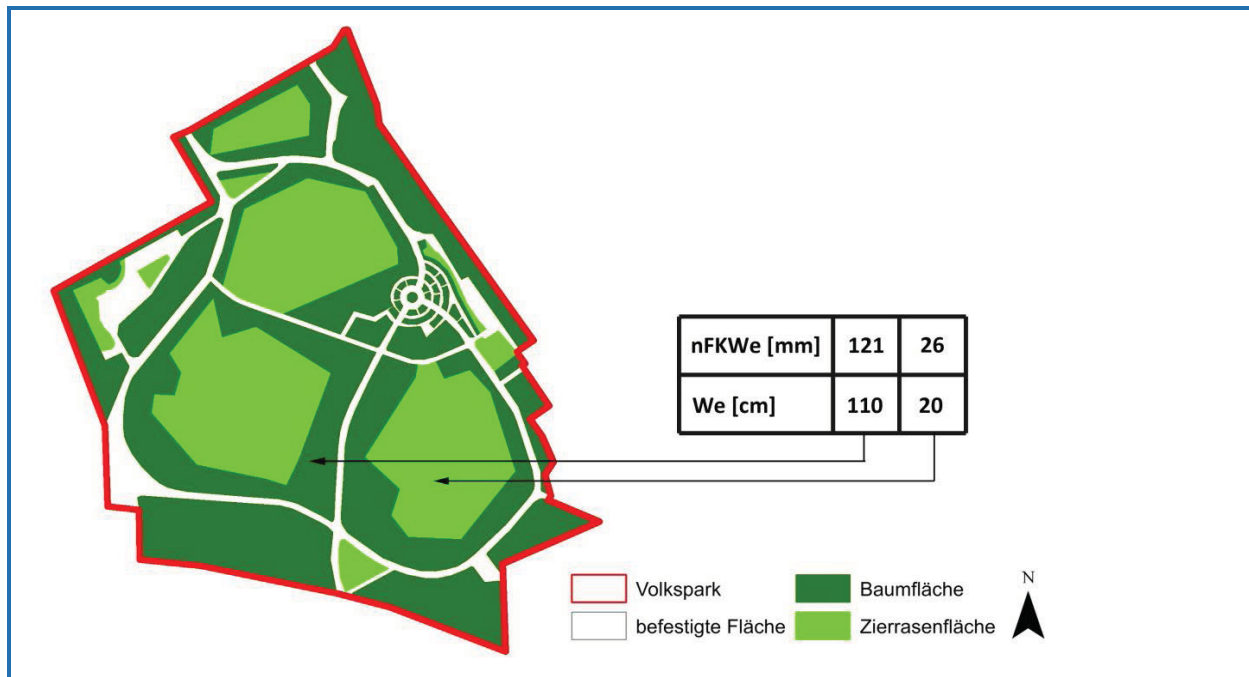 nFKWe [mm] 121 26
We [cm] 110 20
Volkspark Baumfläche N
befestigte Fläche Zierrasenfläche